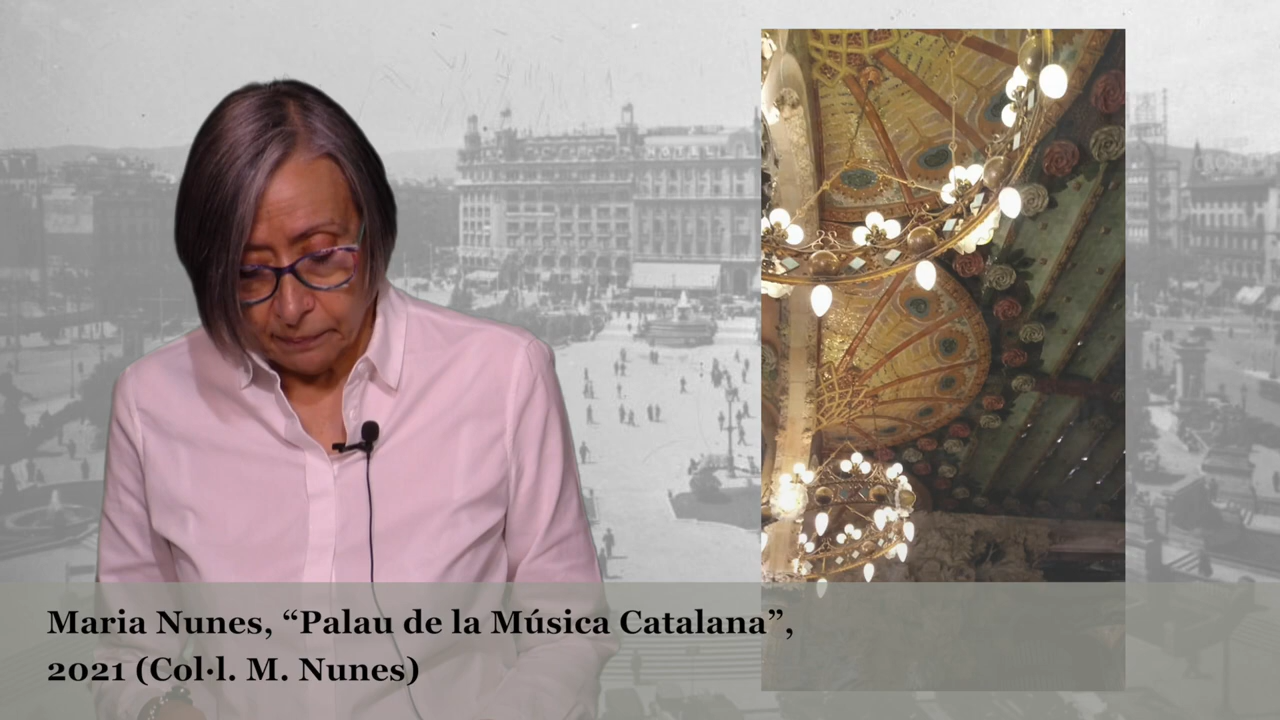 Maria Nunes, “Palau de la Música Catalana”,
2021 (Col·l. M. Nunes)